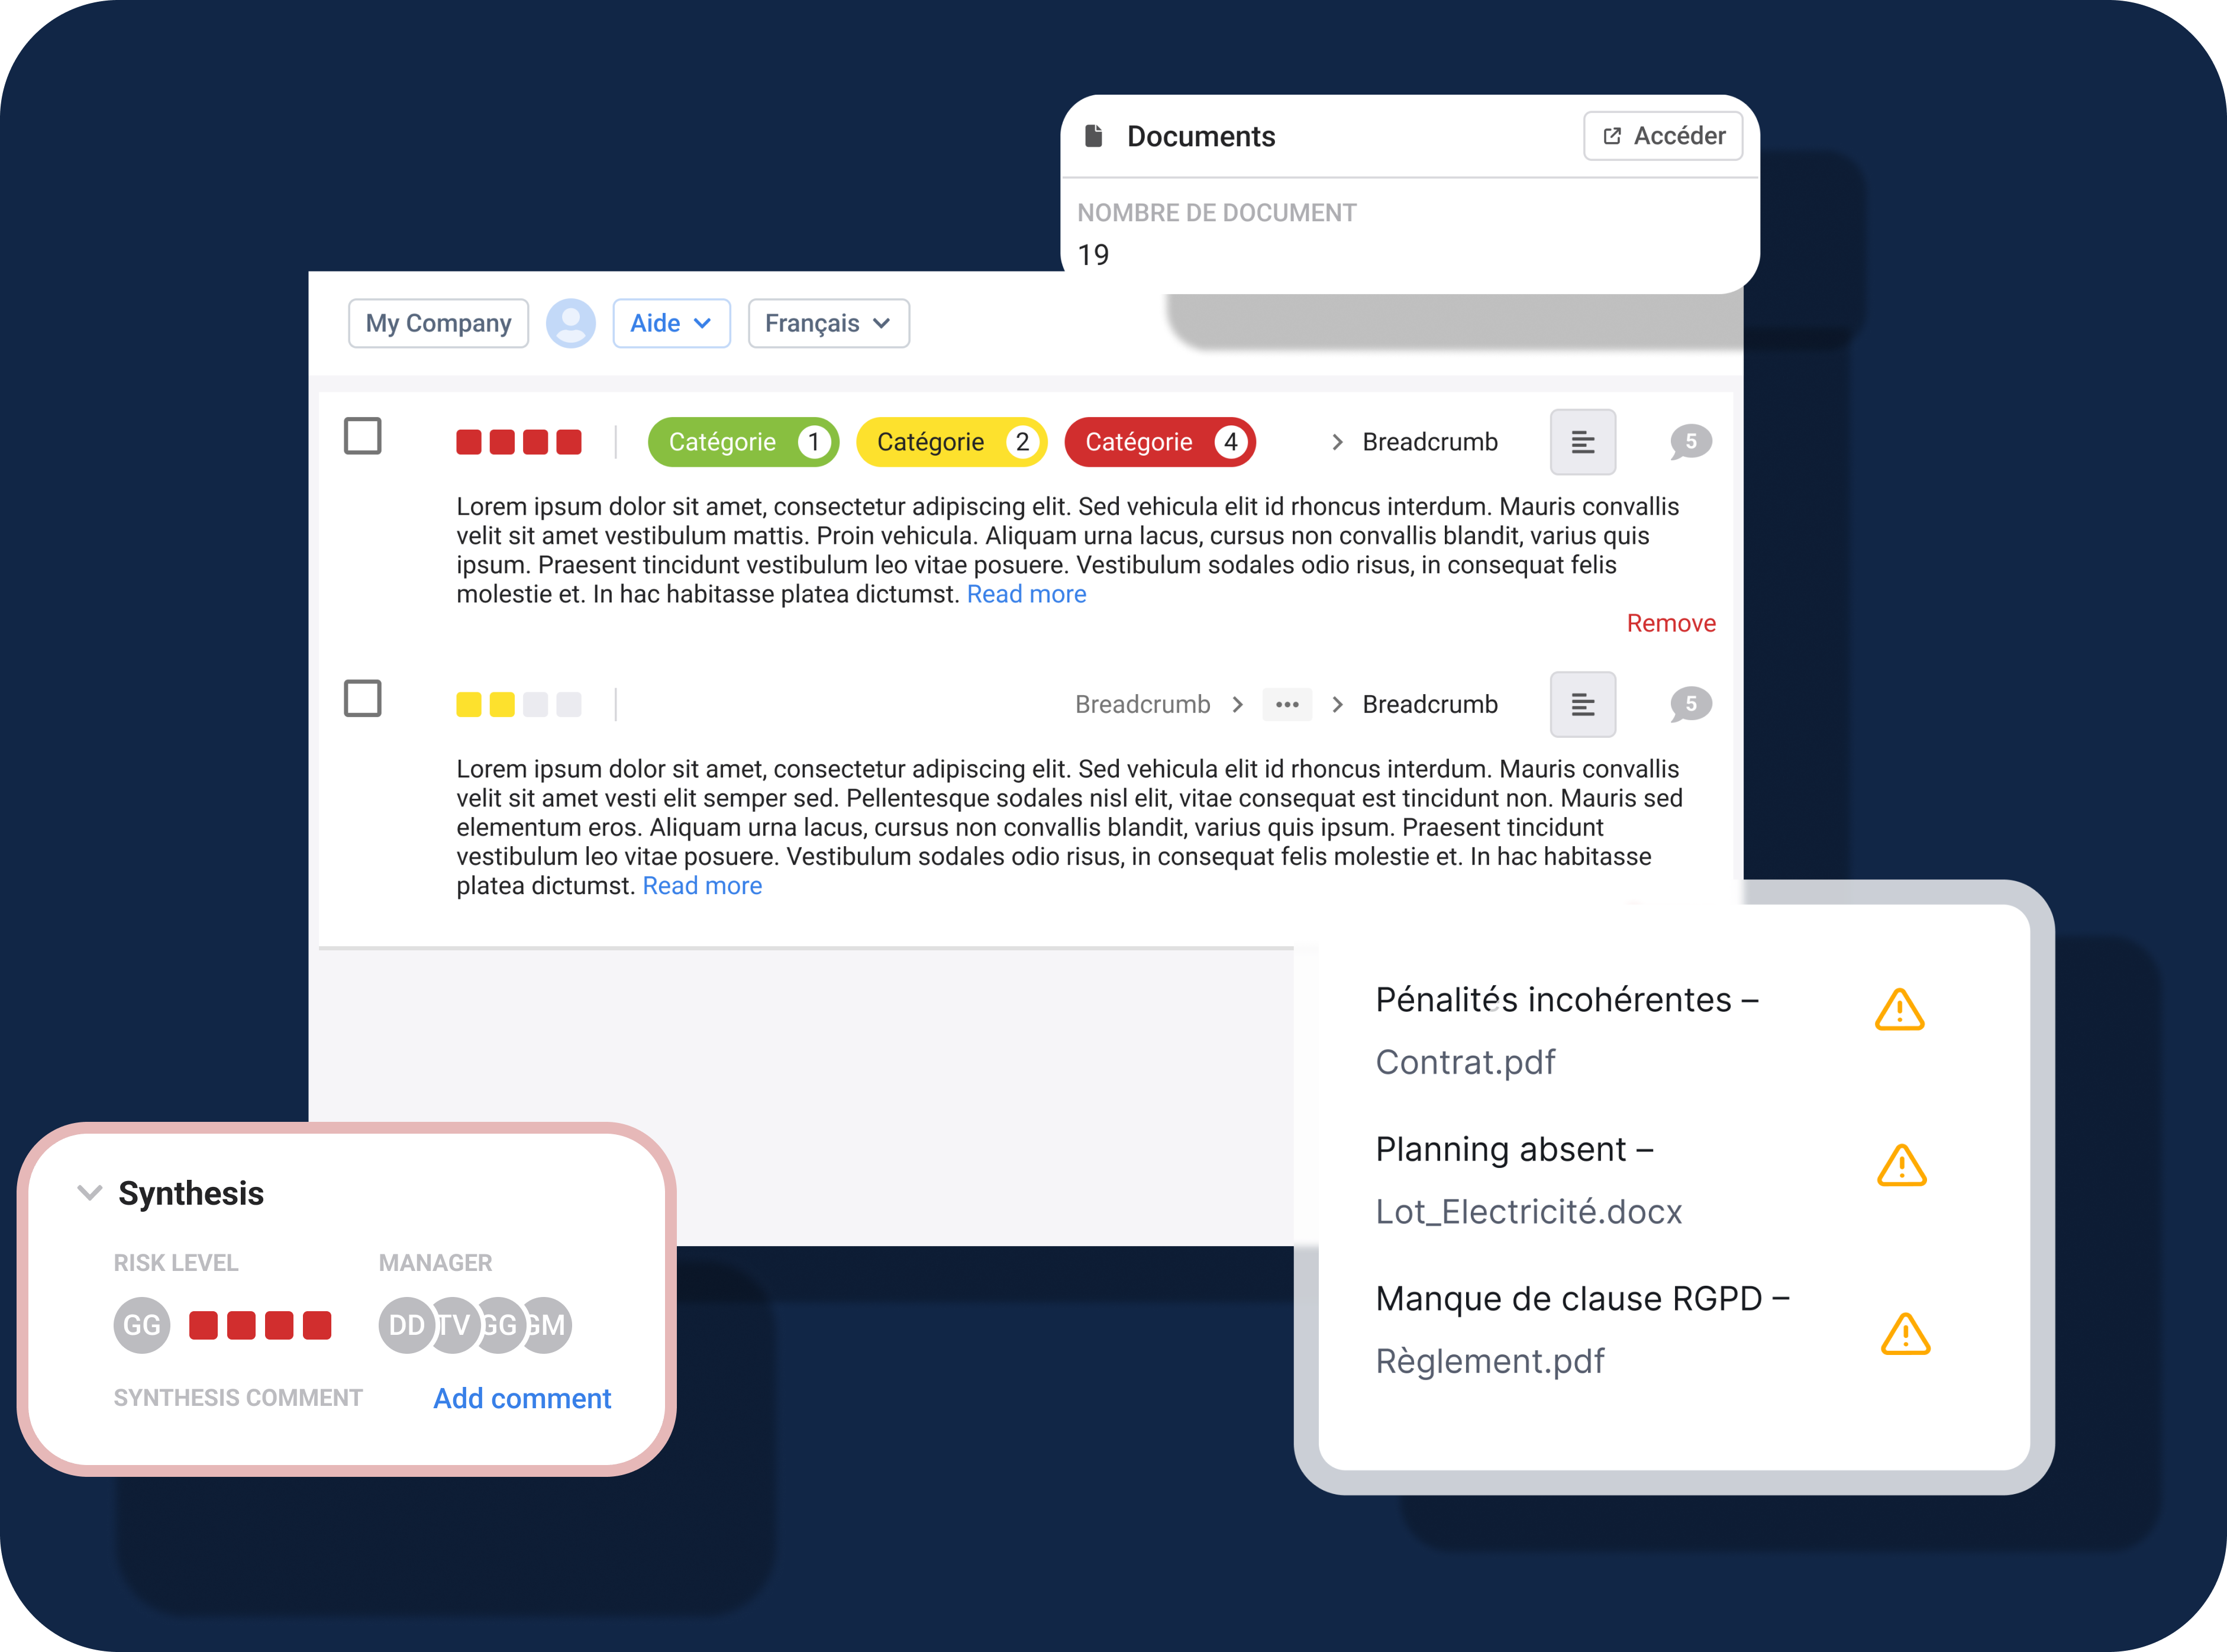 Documents
Accéder
NOMBRE DE DOCUMENT
19
My Company
Aide
Français
Catégorie 1
Catégorie 2
Catégorie 4
Breadcrumb
5
Lorem ipsum dolor sit amet, consectetur adipiscing elit. Sed vehicula elit id rhoncus interdum. Mauris convallis
velit sit amet vestibulum mattis. Proin vehicula. Aliquam urna lacus, cursus non convallis blandit, varius quis
ipsum. Praesent tincidunt vestibulum leo vitae posuere. Vestibulum sodales odio risus, in consequat felis
molestie et. In hac habitasse platea dictumst. Read more
Remove
Breadcrumb
...
Breadcrumb
5
Lorem ipsum dolor sit amet, consectetur adipiscing elit. Sed vehicula elit id rhoncus interdum. Mauris convallis
velit sit amet vesti elit semper sed. Pellentesque sodales nisl elit, vitae consequat est tincidunt non. Mauris sed
elementum eros. Aliquam urna lacus, cursus non convallis blandit, varius quis ipsum. Praesent tincidunt
vestibulum leo vitae posuere. Vestibulum sodales odio risus, in consequat felis molestie et. In hac habitasse
platea dictumst. Read more
Pénalités incohérentes –
Contrat.pdf
Planning absent –
Lot_Electricité.docx
Manque de clause RGPD –
Règlement.pdf
Synthesis
RISK LEVEL
MANAGER
GG
DD TV GG GM
SYNTHESIS COMMENT
Add comment